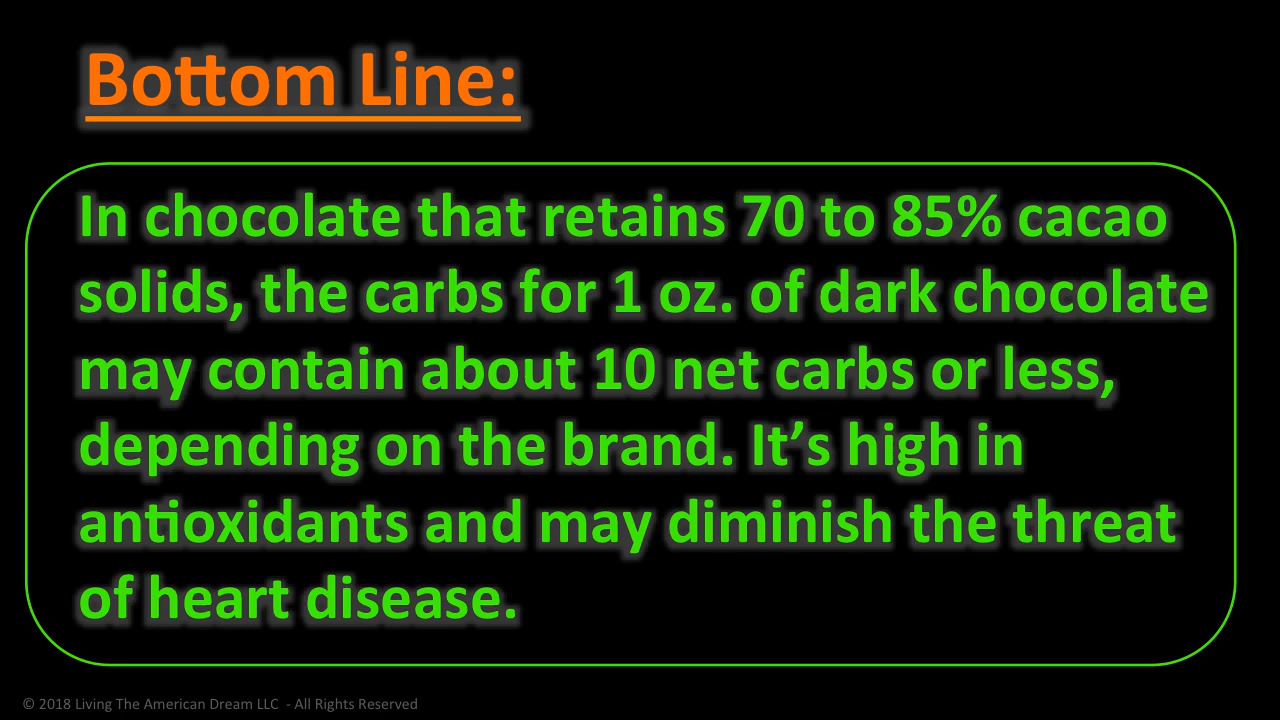 Bottom Line:
In chocolate that retains 70 to 85% cacao
solids, the carbs for 1 oz. of dark chocolate
may contain about 10 net carbs or less,
depending on the brand. It’s high in
antioxidants and may diminish the threat
of heart disease.
© 2018 Living The American Dream LLC  - All Rights Reserved